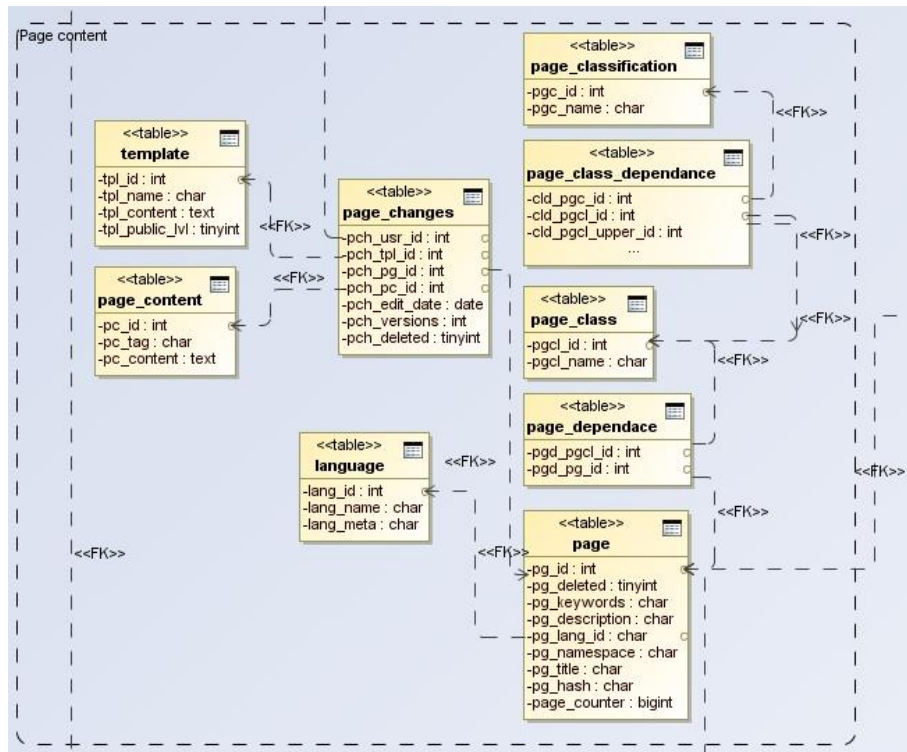 Page content
<<table>>
page_classification
-pgc_id : int
-pgc_name : char
<<FK>>
<<table>>
template
-tpl_id : int
-tpl_name : char
-tpl_content : text
-tpl_public_lvl : tinyint
<<table>>
page_class_dependance
-cld_pgc_id : int
-cld_pgcl_id : int
-cld_pgcl_upper_id : int
...
<<table>>
page_changes
-pch_usr_id : int
-pch_tpl_id : int
-pch_pg_id : int
-pch_pc_id : int
-pch_edit_date : date
-pch_versions : int
-pch_deleted : tinyint
<<FK>>
<<FK>>
<<table>>
page_content
-pc_id : int
-pc_tag : char
-pc_content : text
<<table>>
page_class
-pgcl_id : int
-pgcl_name : char
<<FK>>
<<FK>>
<<FK>>
<<table>>
page_dependace
-pgd_pgcl_id : int
-pgd_pg_id : int
<<table>>
language
-lang_id : int
-lang_name : char
-lang_meta : char
<<FK>>
<<FK>>
<<FK>>
<<FK>>
<<table>>
page
-pg_id : int
-pg_deleted : tinyint
-pg_keywords : char
-pg_description : char
-pg_lang_id : char
-pg_namespace : char
-pg_title : char
-pg_hash : char
-page_counter : bigint